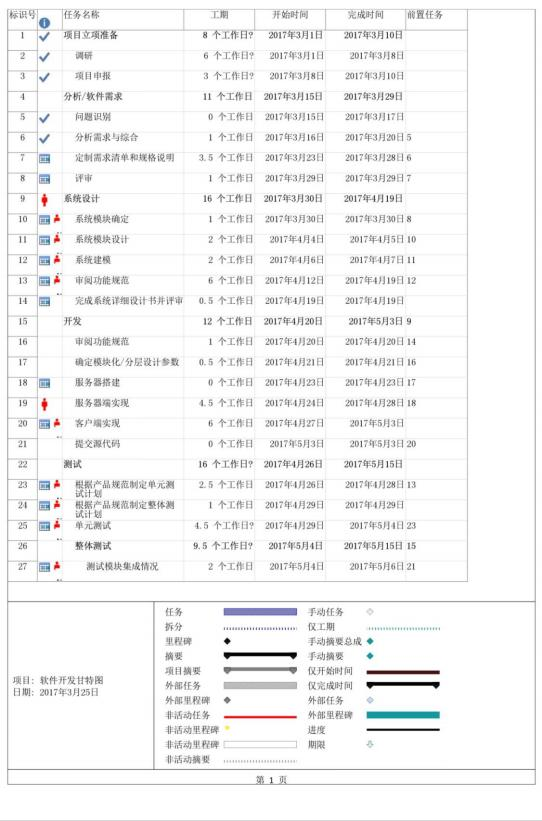 标识号 任务名称 工期 开始时间 完成时间 前置任务
1 项目立项准备 8 个工作日? 2017年3月1日 2017年3月10日
2 调研 6 个工作日? 2017年3月1日 2017年3月8日
3 项目申报 3 个工作日? 2017年3月8日 2017年3月10日
4 分析/软件需求 11 个工作日 2017年3月15日 2017年3月29日
5 问题识别 0 个工作日 2017年3月15日 2017年3月17日
6 分析需求与综合 1 个工作日 2017年3月16日 2017年3月20日 5
7 定制需求清单和规格说明 3.5 个工作日 2017年3月23日 2017年3月28日 6
8 评审 1 个工作日 2017年3月29日 2017年3月29日 7
9 系统设计 16 个工作日 2017年3月30日 2017年4月19日
10 系统模块确定 1 个工作日 2017年3月30日 2017年3月30日 8
11 系统模块设计 2 个工作日 2017年4月4日 2017年4月5日 10
12 系统建模 2 个工作日 2017年4月6日 2017年4月7日 11
13 审阅功能规范 6 个工作日 2017年4月12日 2017年4月19日 12
14 完成系统详细设计书并评审 0.5 个工作日 2017年4月19日 2017年4月19日
15 开发 12 个工作日 2017年4月20日 2017年5月3日 9
16 审阅功能规范 1 个工作日 2017年4月20日 2017年4月20日 14
17 确定模块化/分层设计参数 0.5 个工作日 2017年4月21日 2017年4月21日 16
18 服务器搭建 0 个工作日 2017年4月23日 2017年4月23日 17
19 服务器端实现 4.5 个工作日 2017年4月24日 2017年4月28日 18
20 客户端实现 6 个工作日 2017年4月27日 2017年5月3日
21 提交源代码 0 个工作日 2017年5月3日 2017年5月3日 20
22 测试 16 个工作日? 2017年4月26日 2017年5月15日
23 根据产品规范制定单元测 2.5 个工作日 2017年4月26日 2017年4月28日 13
试计划
24 根据产品规范制定整体测 1 个工作日 2017年4月29日 2017年4月29日
试计划
25 单元测试 4.5 个工作日? 2017年4月29日 2017年5月4日 23
26 整体测试 9.5 个工作日? 2017年5月4日 2017年5月15日 15
27 测试模块集成情况 2 个工作日 2017年5月4日 2017年5月6日 21
项目: 软件开发甘特图
日期: 2017年3月25日
任务
拆分
里程碑
摘要
项目摘要
外部任务
外部里程碑
非活动任务
非活动里程碑
非活动里程碑
非活动摘要
手动任务
仅工期
手动摘要总成
手动摘要
仅开始时间
仅完成时间
外部任务
外部里程碑
进度
期限
第 1 页